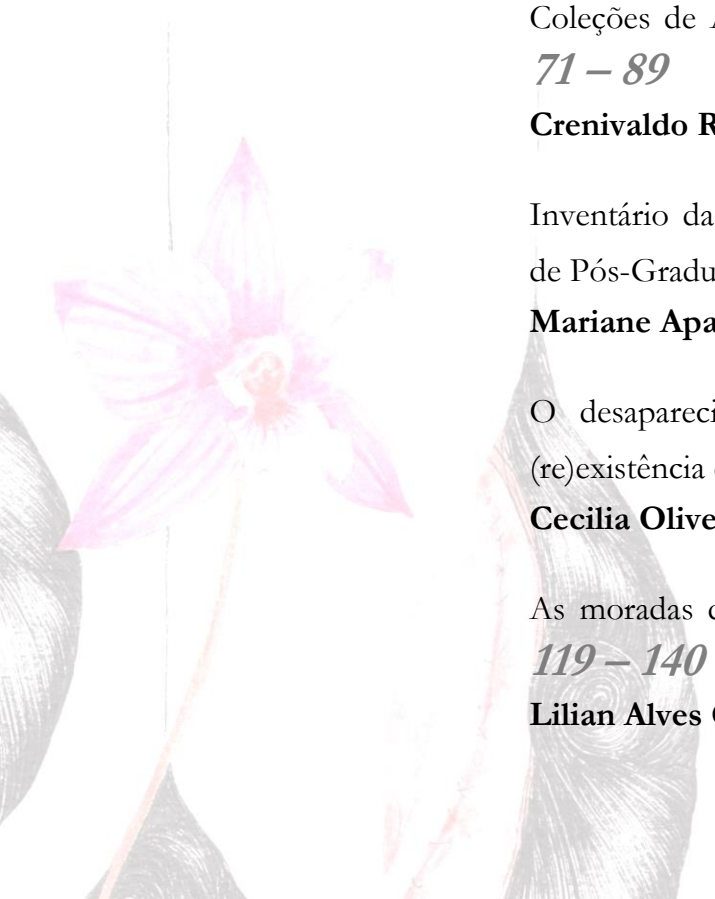 Coleções de
71 – 89
Crenivaldo
Inventário da
de Pós-Gradu
Mariane Apa
O desapareci
(re)existência
Cecilia Olive
As moradas
119 – 140
Lilian Alves